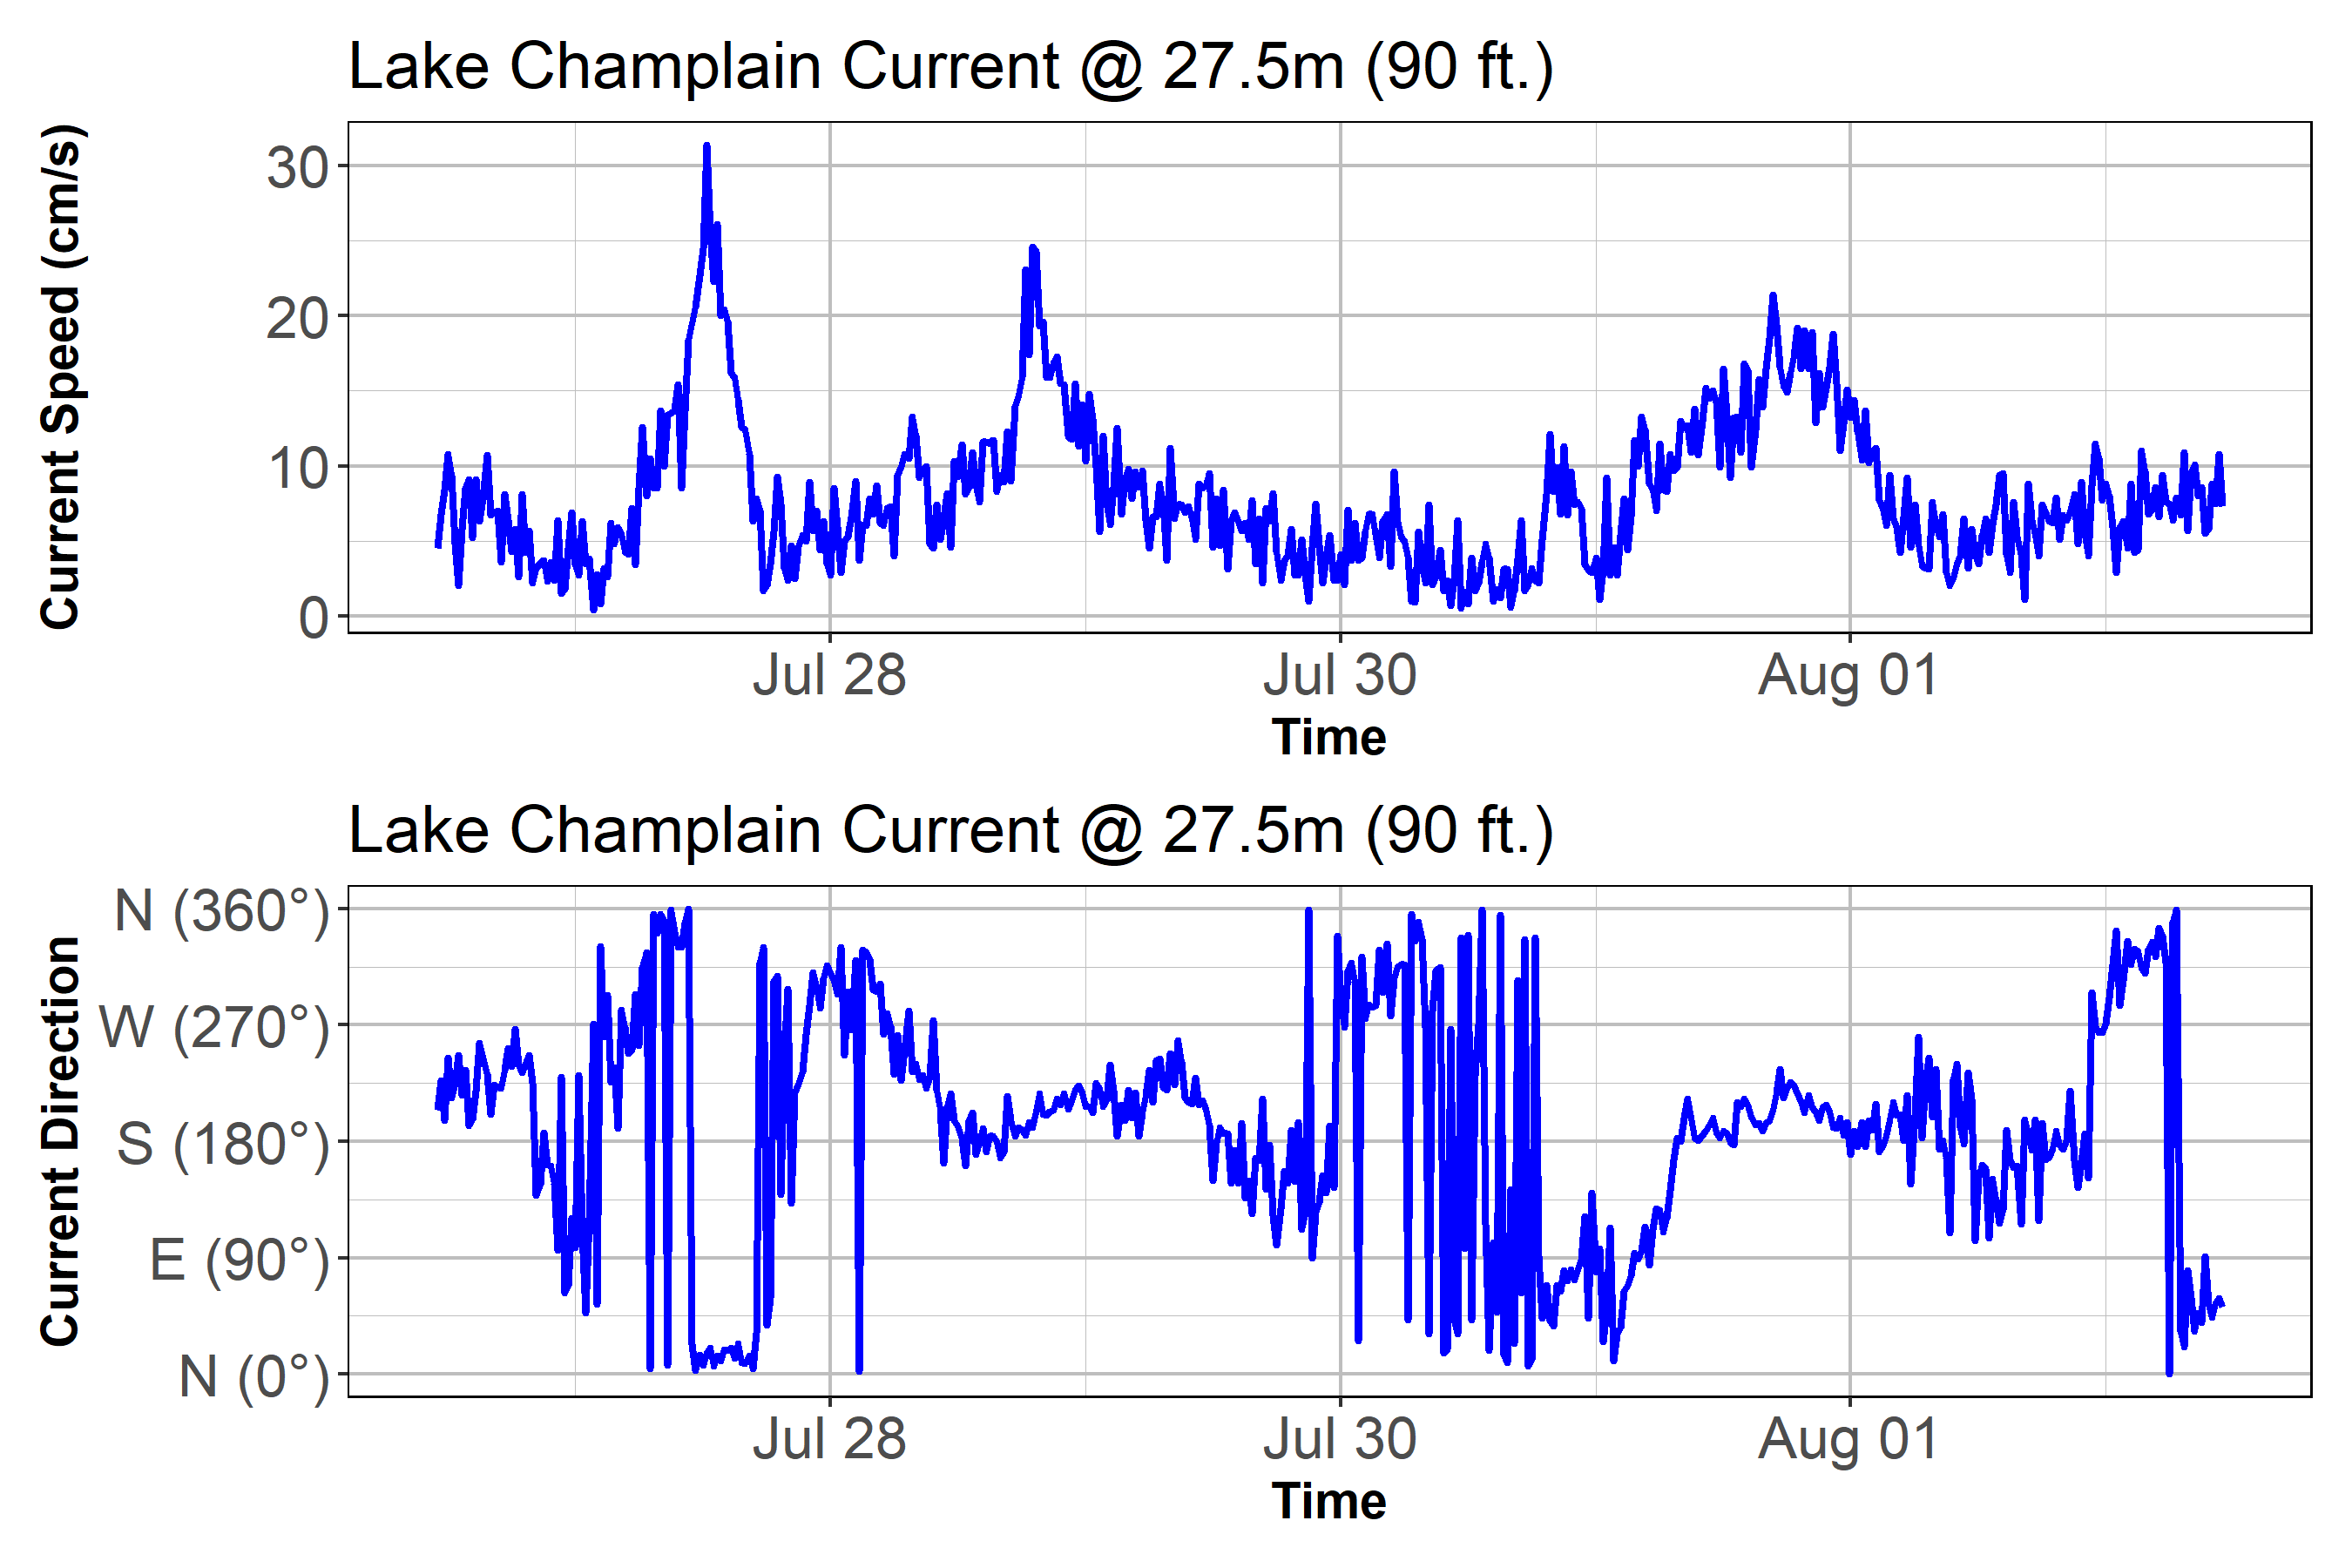 Lake Champlain Current @ 27.5m (90 ft.)
Current Speed (cm/s)
30
20
10
0
Jul 28 Jul 30 Aug 01
Time
Lake Champlain Current @ 27.5m (90 ft.)
Current Direction
N (360°)
W (270°)
S (180°)
E (90°)
N (0°)
Jul 28 Jul 30 Aug 01
Time